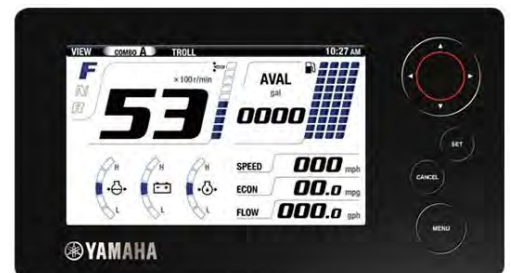 VIEW COMBO A TROLL 10:27 AM
F
N
R
×100r/min
53
AVAL
gal
0000
H H H
L L L
SPEED 000 mph
ECON 00.0 mpg
FLOW 000.0 gph
SET
CANCEL
MENU
YAMAHA